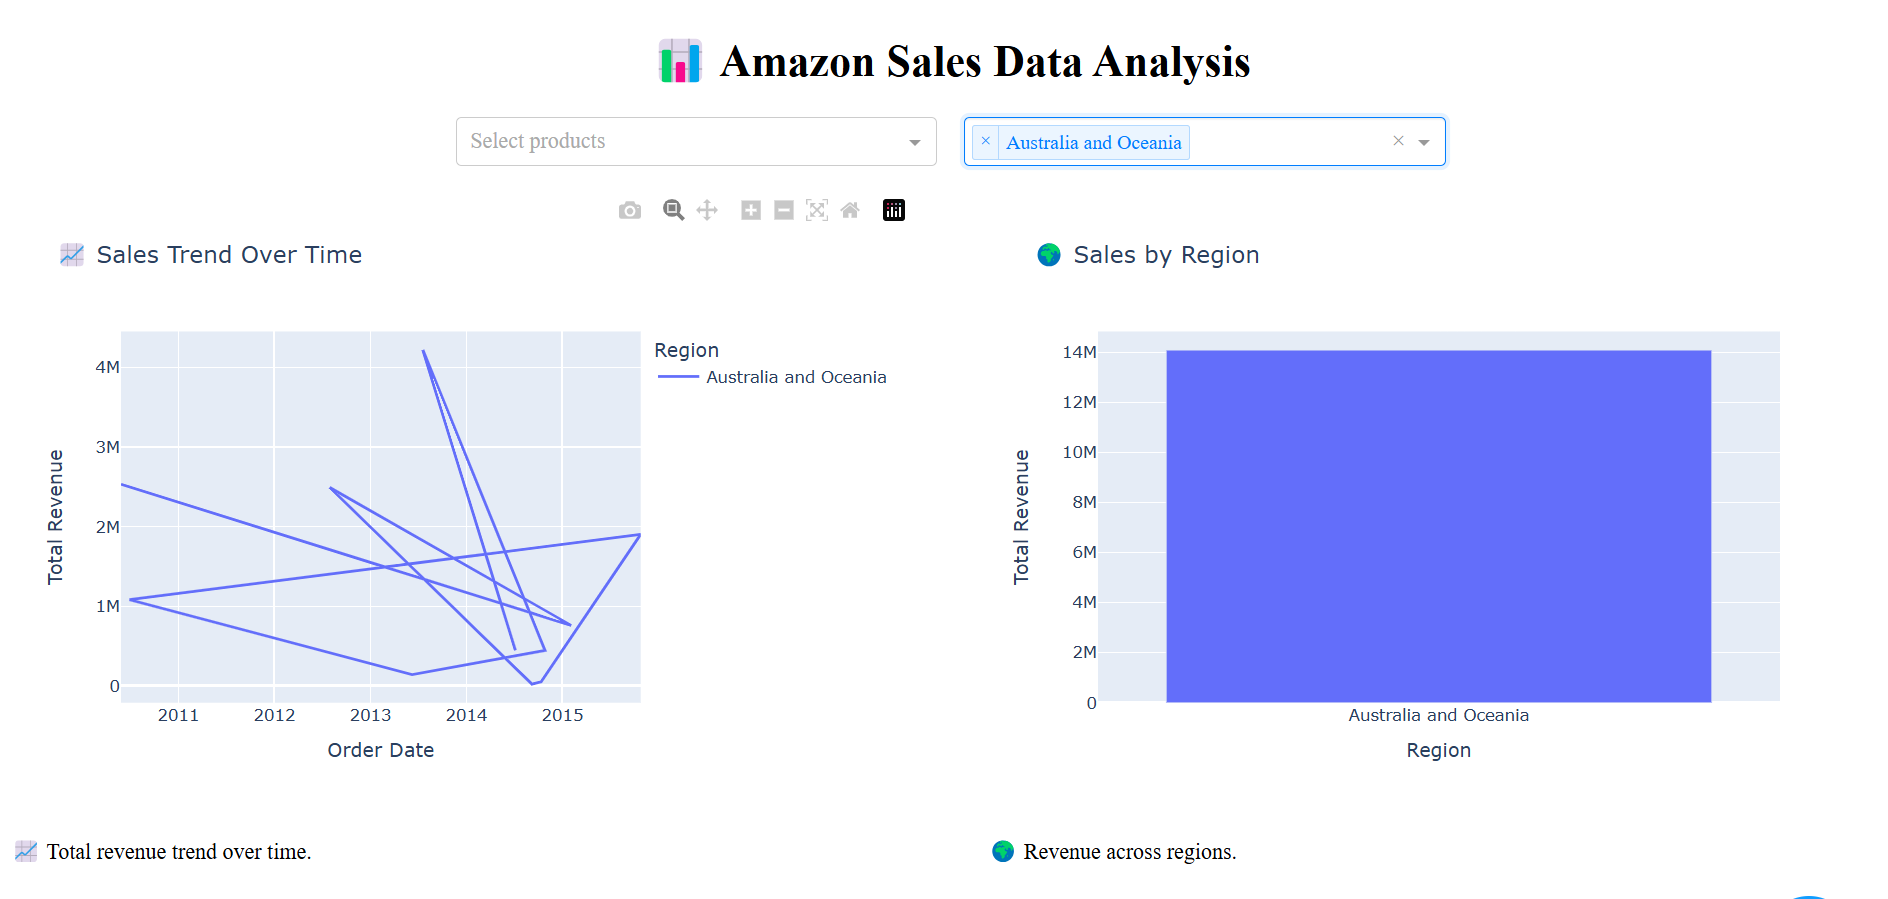 Amazon Sales Data Analysis
Select products
× Australia and Oceania ×
Sales Trend Over Time
Total Revenue
4M
3M
2M
1M
0
2011 2012 2013 2014 2015
Order Date
Region
Australia and Oceania
Sales by Region
Total Revenue
14M
12M
10M
8M
6M
4M
2M
0
Australia and Oceania
Region
Total revenue trend over time.
Revenue across regions.